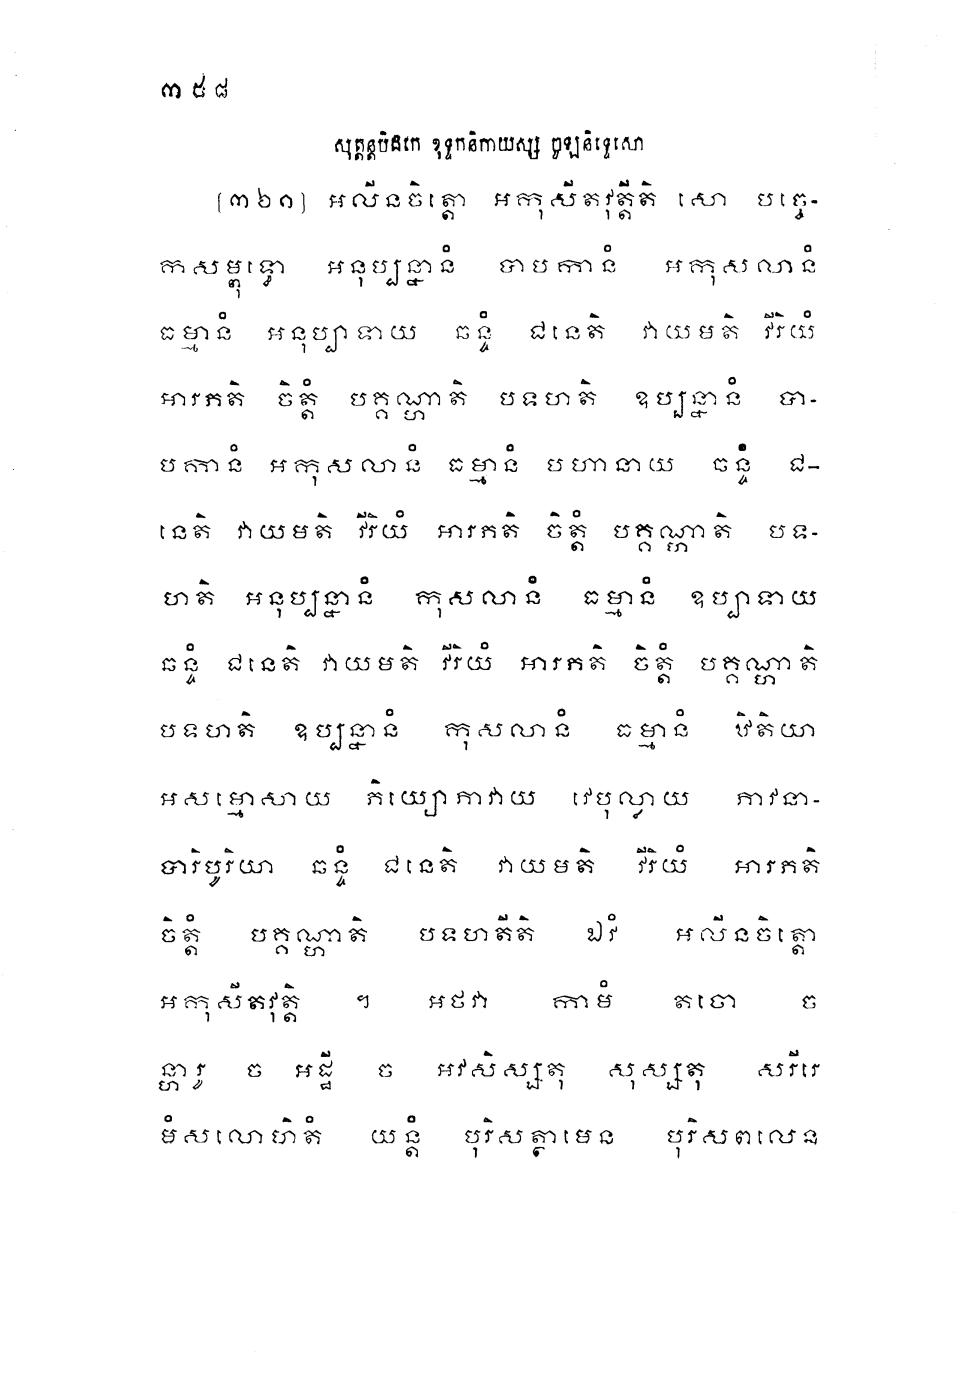 ៣៥៨
សុត្តន្តបិដកេ ខុទ្ទកនិកាយស្ស ចូឡនិទ្ទេសោ
(៣២១) អលីនចិត្តោ អកុសីតវុត្តីតិ សោ បច្ចេ-
កសម្ពុទ្ធោ អនុប្បន្នានំ បាបកានំ អកុសលានំ
ធម្មានំ អនុប្បាទាយ ឆន្ទំ ជនេតិ វាយមតិ វីរិយំ
អារភតិ ចិត្តំ បគ្គណ្ហាតិ បទហតិ ឧប្បន្នានំ បា-
បកានំ អកុសលានំ ធម្មានំ បហានាយ ឆន្ទំ ជ-
នេតិ វាយមតិ វីរិយំ អារភតិ ចិត្តំ បគ្គណ្ហាតិ បទ-
ហតិ អនុប្បន្នានំ កុសលានំ ធម្មានំ ឧប្បាទាយ
ឆន្ទំ ជនេតិ វាយមតិ វីរិយំ អារភតិ ចិត្តំ បគ្គណ្ហាតិ
បទហតិ ឧប្បន្នានំ កុសលានំ ធម្មានំ ឋិតិយា
អសម្មោសាយ ភិយ្យោភាវាយ វេបុល្លាយ ភាវនា-
បារិបូរិយា ឆន្ទំ ជនេតិ វាយមតិ វីរិយំ អារភតិ
ចិត្តំ បគ្គណ្ហាតិ បទហតីតិ ឯវំ អលីនចិត្តោ
អកុសីតវុត្តិ ។ អថវា កាមំ តចោ ច
ន្ហារូ ច អដ្ឋី ច អវសិស្សតុ សុស្សតុ សរីរេ
មំសលោហិតំ យន្តំ បុរិសត្ថាមេន បុរិសពលេន